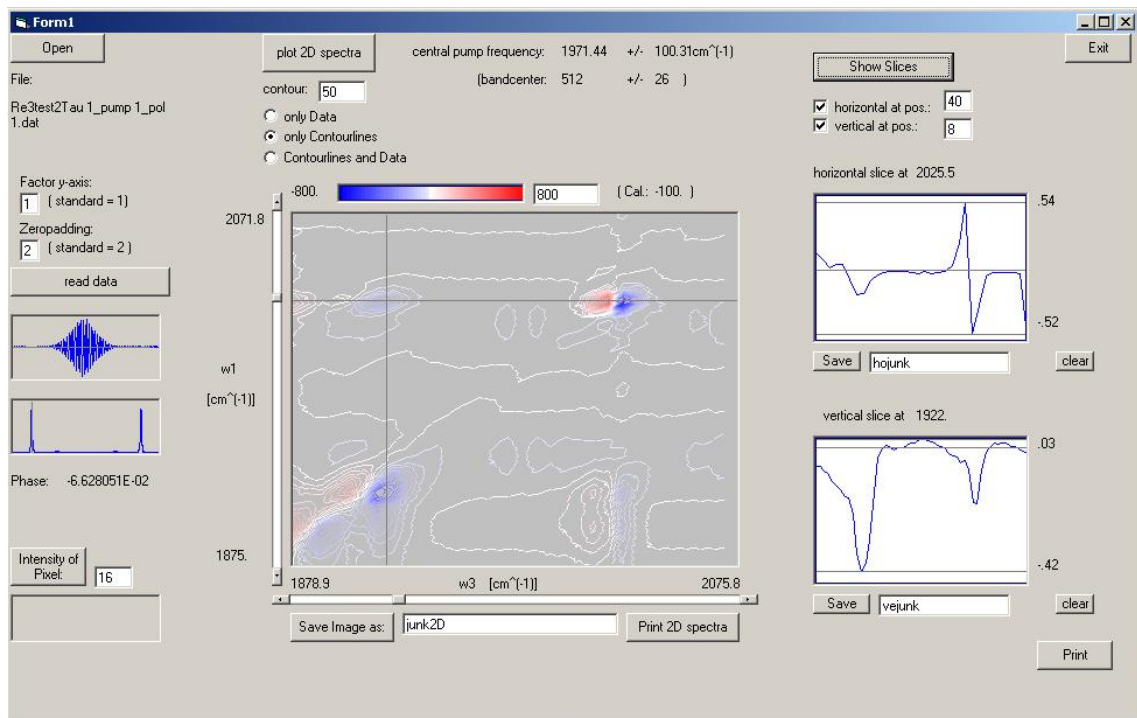 Form1
Open
plot 2D spectra
central pump frequency: 1971.44 +/- 100.31cm^(-1)
(bandcenter: 512 +/- 26 )
Show Slices
Exit
File:
Re3test2Tau 1_pump 1_pol
1.dat
contour: 50
only Data
only Contourlines
Contourlines and Data
horizontal at pos.: 40
vertical at pos.: 8
Factor y-axis:
1 ( standard = 1)
Zeropadding:
2 ( standard = 2 )
read data
-800. 800 ( Cal.: -100. )
2071.8
w1
[cm^(-1)]
1875.
1878.9 w3 [cm^(-1)] 2075.8
horizontal slice at 2025.5
.54
-.52
Save hojunk clear
vertical slice at 1922.
.03
-.42
Save vejunk clear
Phase: -6.628051E-02
Intensity of
Pixel: 16
Save Image as: junk2D Print 2D spectra
Print